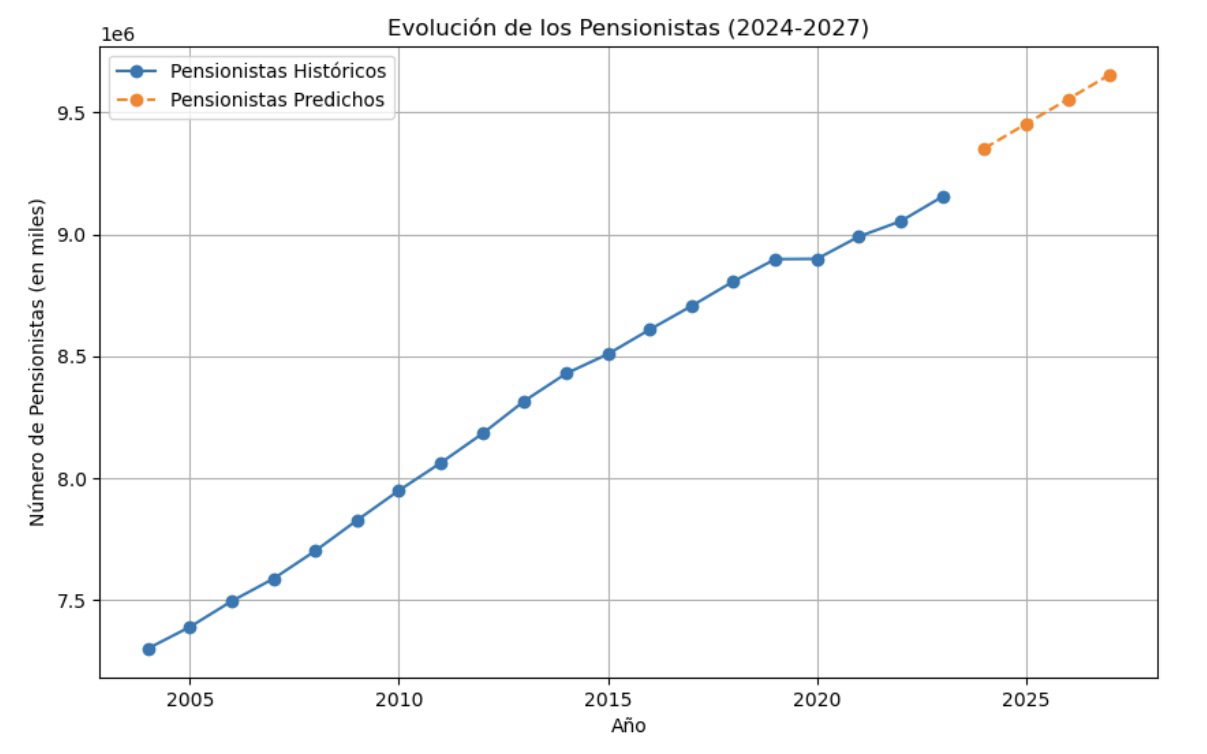 Evolución de los Pensionistas (2024-2027)
1e6
Pensionistas Históricos
Pensionistas Predichos
9.5
9.0
8.5
8.0
7.5
Número de Pensionistas (en miles)
2005 2010 2015 2020 2025
Año